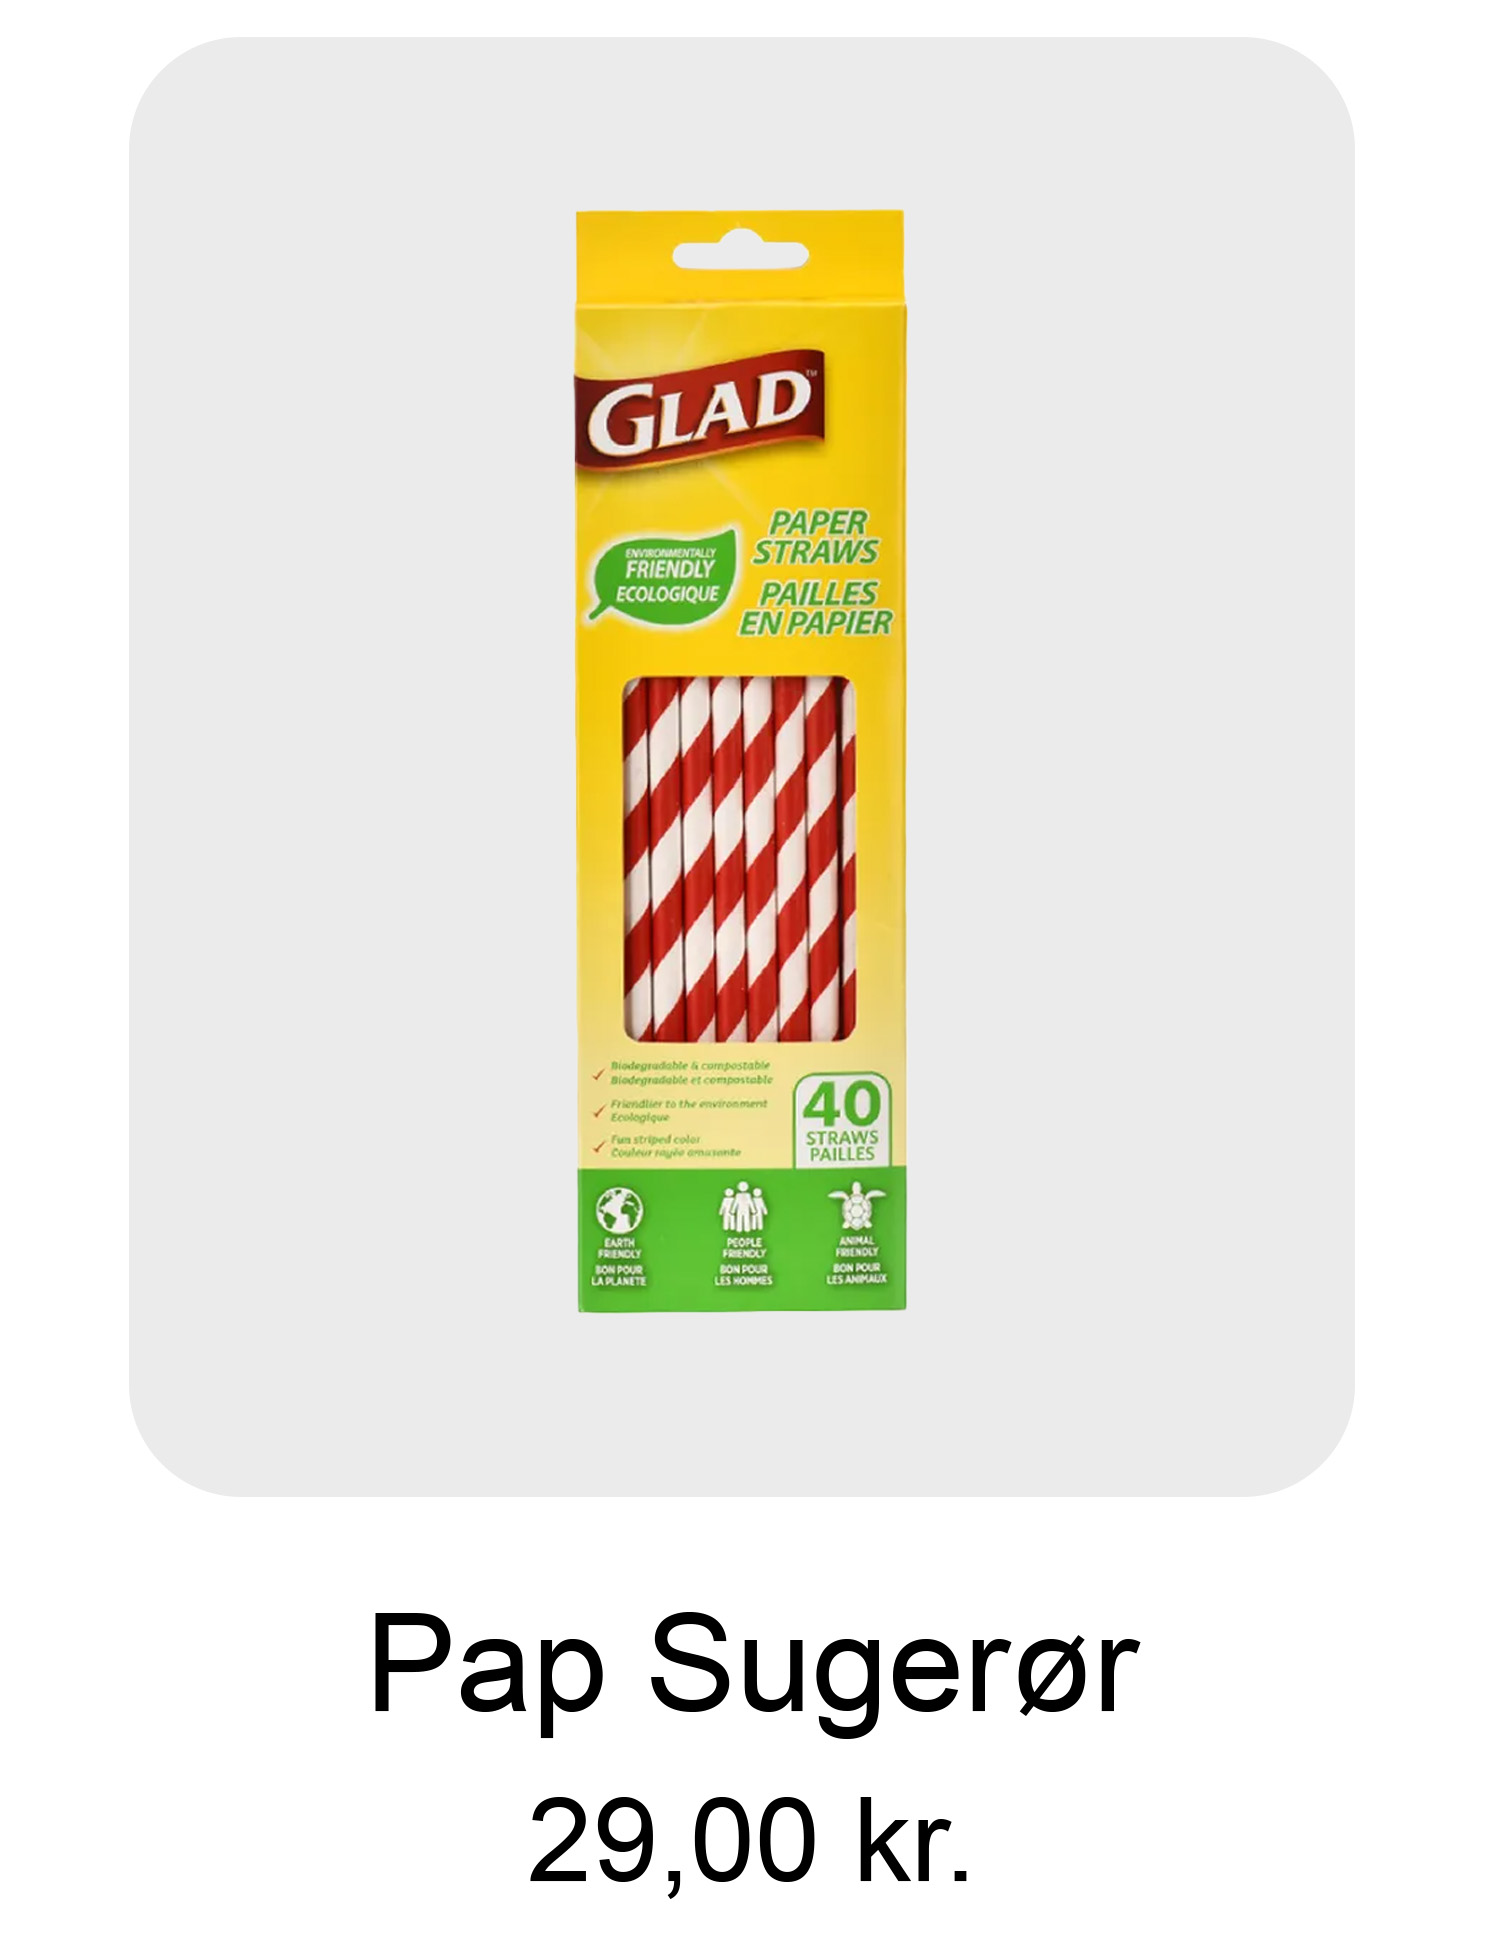 GLAD™
ENVIRONMENTALLY
FRIENDLY
ECOLOGIQUE
PAPER
STRAWS
PAILLES
EN PAPIER
Biodegradable & compostable
Biodegradable et compostable
Friendlier to the environment
Ecologique
Fun striped color
Couleur rayée amusante
40
STRAWS
PAILLES
EARTH
FRIENDLY
BON POUR
LA PLANETE
PEOPLE
FRIENDLY
BON POUR
LES HOMMES
ANIMAL
FRIENDLY
BON POUR
LES ANIMAUX
Pap Sugerør
29,00 kr.